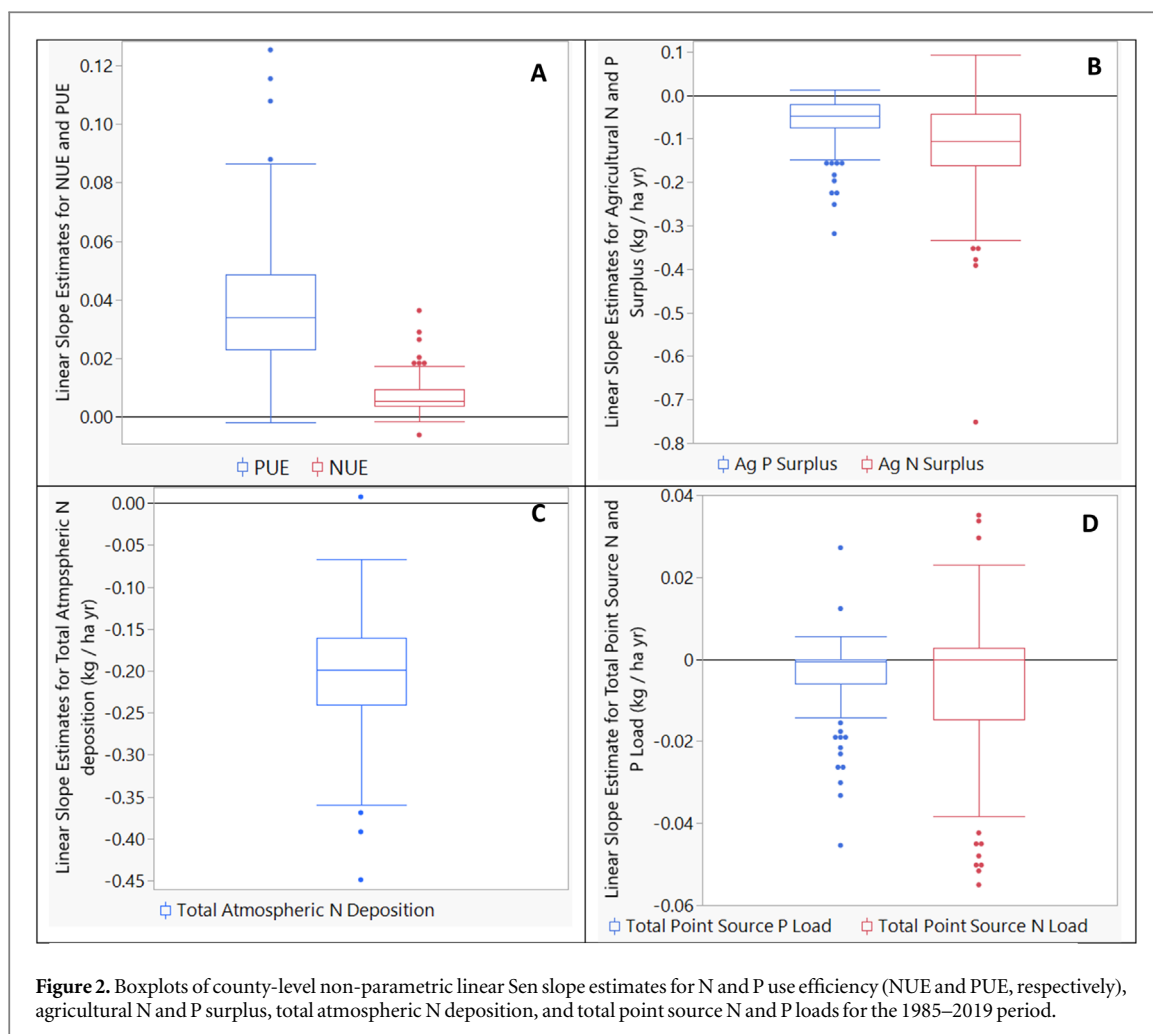 Linear Slope Estimates for NUE and PUE
0.12
0.10
0.08
0.06
0.04
0.02
0.00
A
PUE NUE
Linear Slope Estimates for Agricultural N and P
Surplus (kg / ha yr)
0.1
0.0
-0.1
-0.2
-0.3
-0.4
-0.5
-0.6
-0.7
-0.8
B
Ag P Surplus Ag N Surplus
Linear Slope Estimates for Total Atmpspheric N
deposition (kg / ha yr)
0.00
-0.05
-0.10
-0.15
-0.20
-0.25
-0.30
-0.35
-0.40
-0.45
C
Total Atmospheric N Deposition
Linear Slope Estimate for Total Point Source N and
P Load (kg / ha yr)
0.04
0.02
0
-0.02
-0.04
-0.06
D
Total Point Source P Load Total Point Source N Load
Figure 2. Boxplots of county-level non-parametric linear Sen slope estimates for N and P use efficiency (NUE and PUE, respectively),
agricultural N and P surplus, total atmospheric N deposition, and total point source N and P loads for the 1985–2019 period.